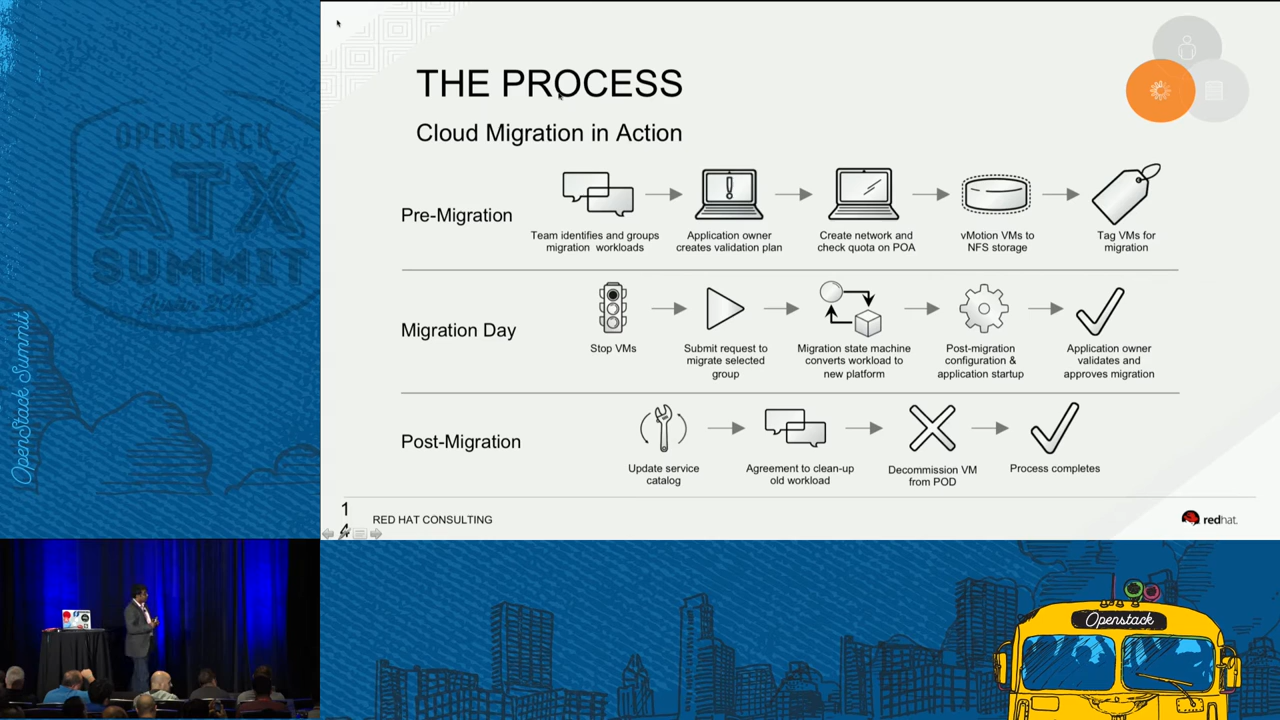 OPENSTACK
ATX
SUMMIT
Austin 2016
OpenStack Summit
THE PROCESS
Cloud Migration in Action
Pre-Migration
Team identifies and groups
migration workloads
Application owner
creates validation plan
Create network and
check quota on POA
vMotion VMs to
NFS storage
Tag VMs for
migration
Migration Day
Stop VMs
Submit request to
migrate selected
group
Migration state machine
converts workload to
new platform
Post-migration
configuration &
application startup
Application owner
validates and
approves migration
Post-Migration
Update service
catalog
Agreement to clean-up
old workload
Decommission VM
from POD
Process completes
1
4
RED HAT CONSULTING
redhat.
Openstack